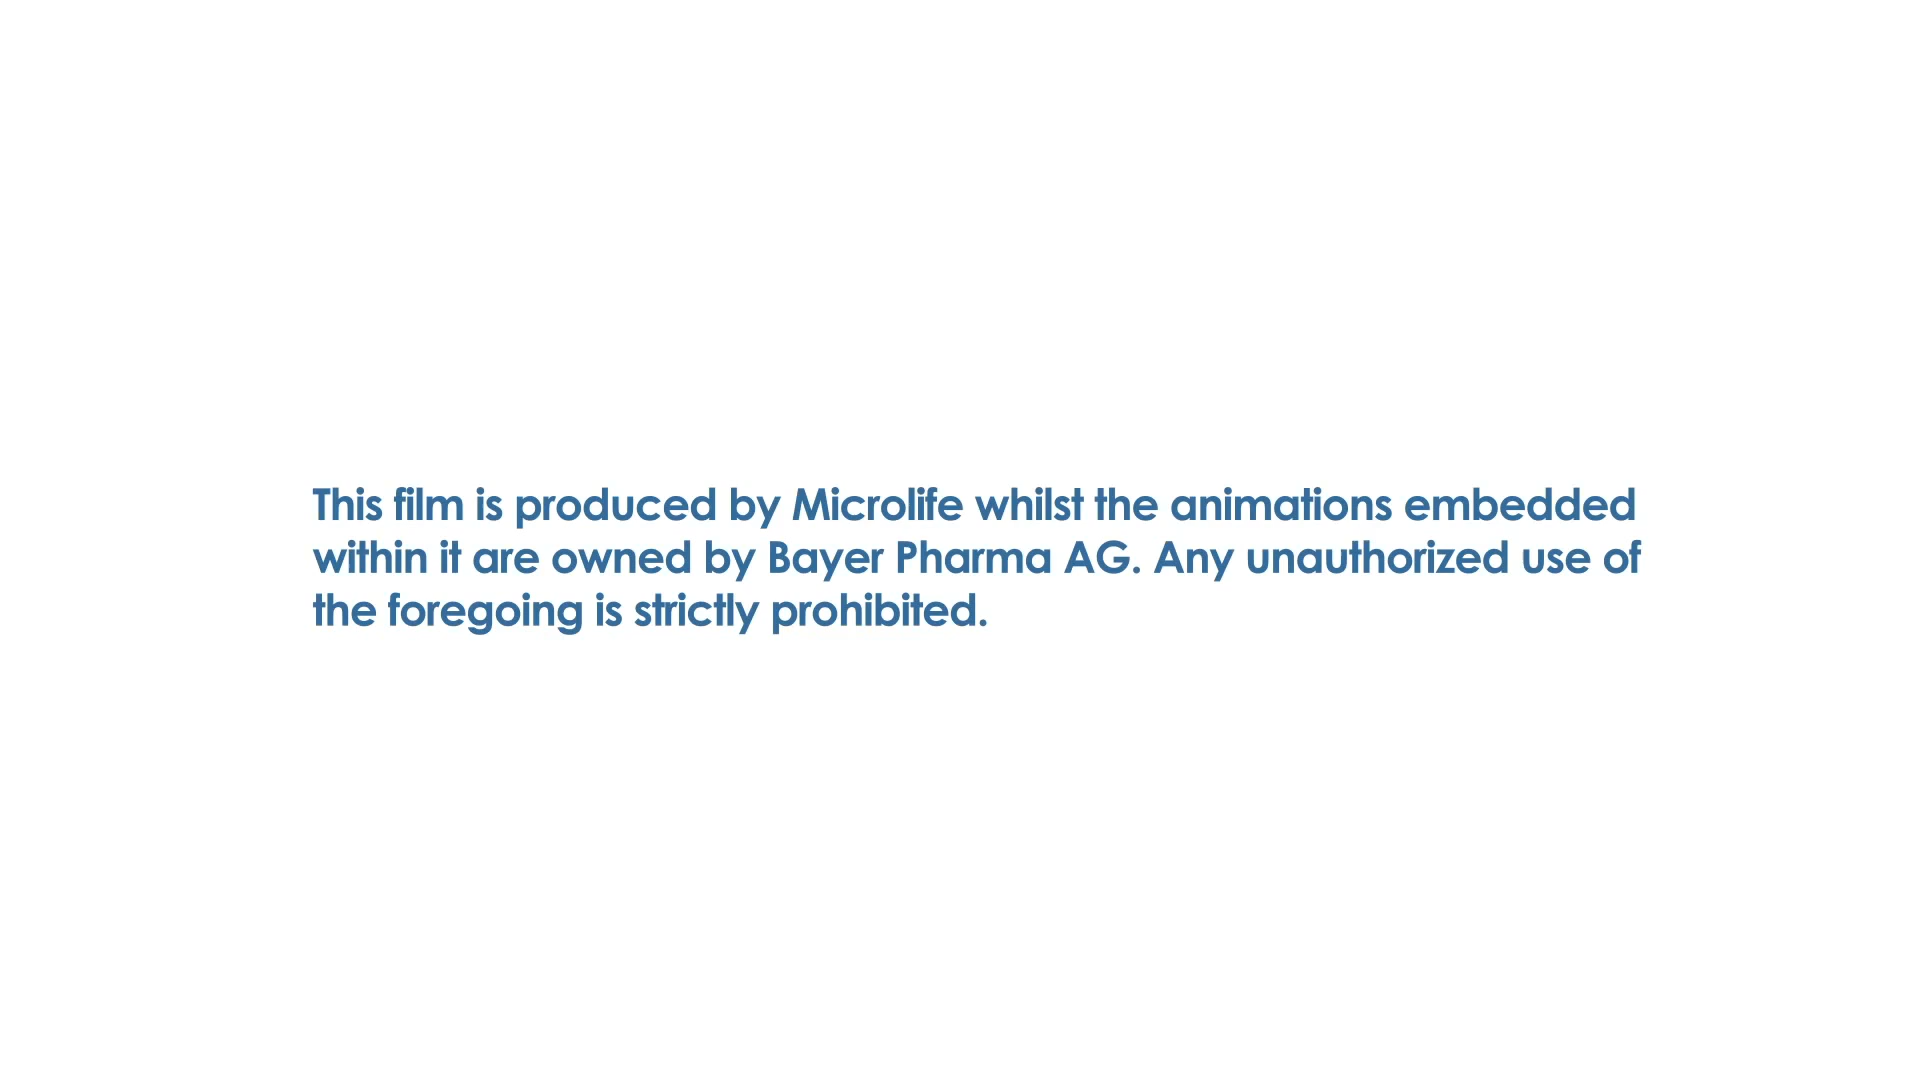 This film is produced by Microlife whilst the animations embedded
within it are owned by Bayer Pharma AG. Any unauthorized use of
the foregoing is strictly prohibited.